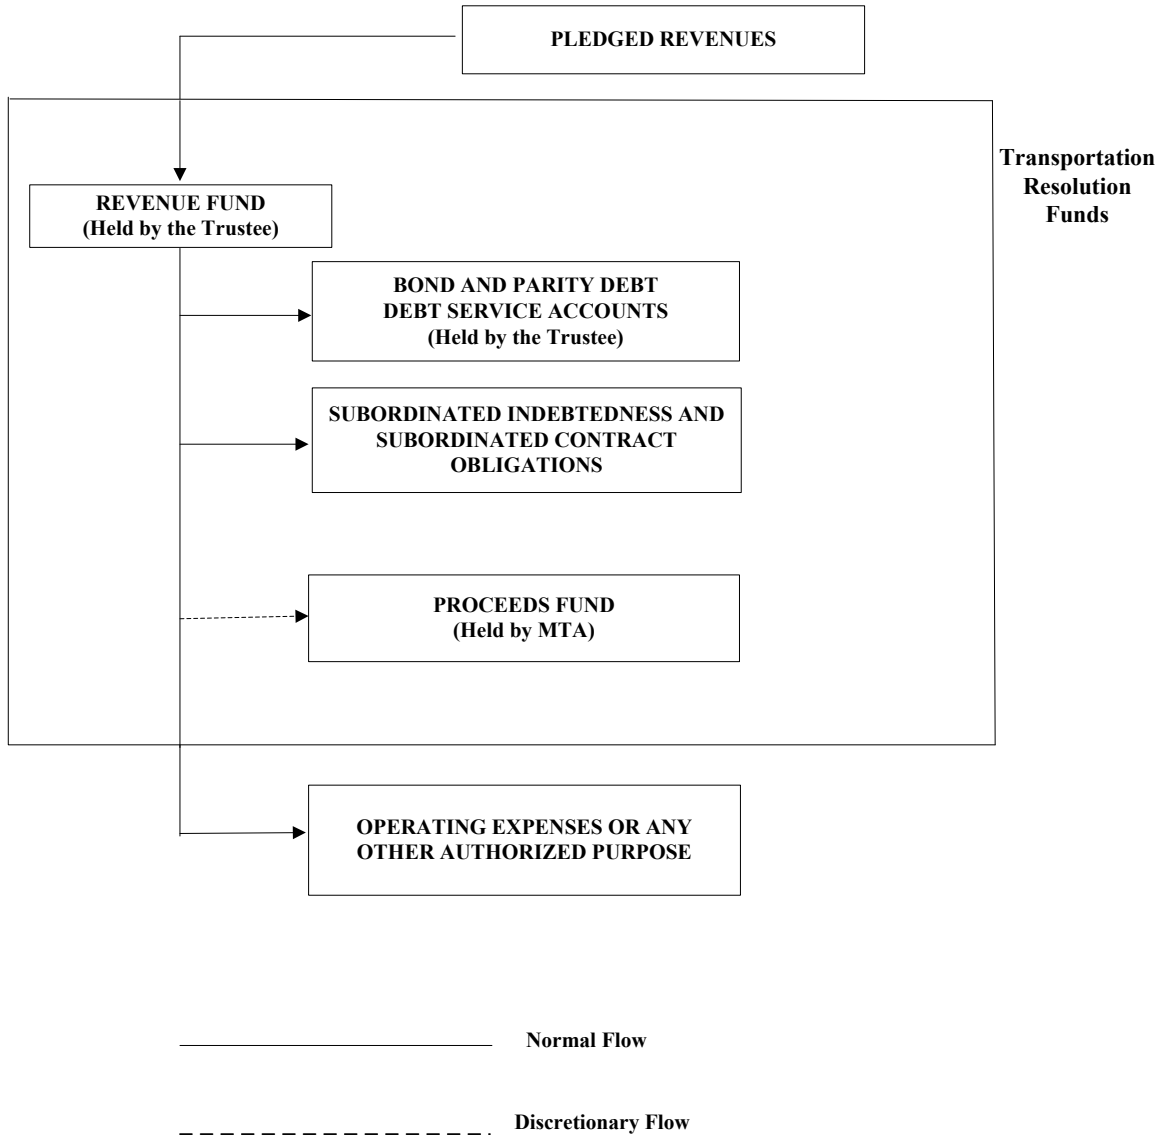 PLEDGED REVENUES
Transportation
Resolution
Funds
REVENUE FUND
(Held by the Trustee)
BOND AND PARITY DEBT
DEBT SERVICE ACCOUNTS
(Held by the Trustee)
SUBORDINATED INDEBTEDNESS AND
SUBORDINATED CONTRACT
OBLIGATIONS
PROCEEDS FUND
(Held by MTA)
OPERATING EXPENSES OR ANY
OTHER AUTHORIZED PURPOSE
Normal Flow
Discretionary Flow